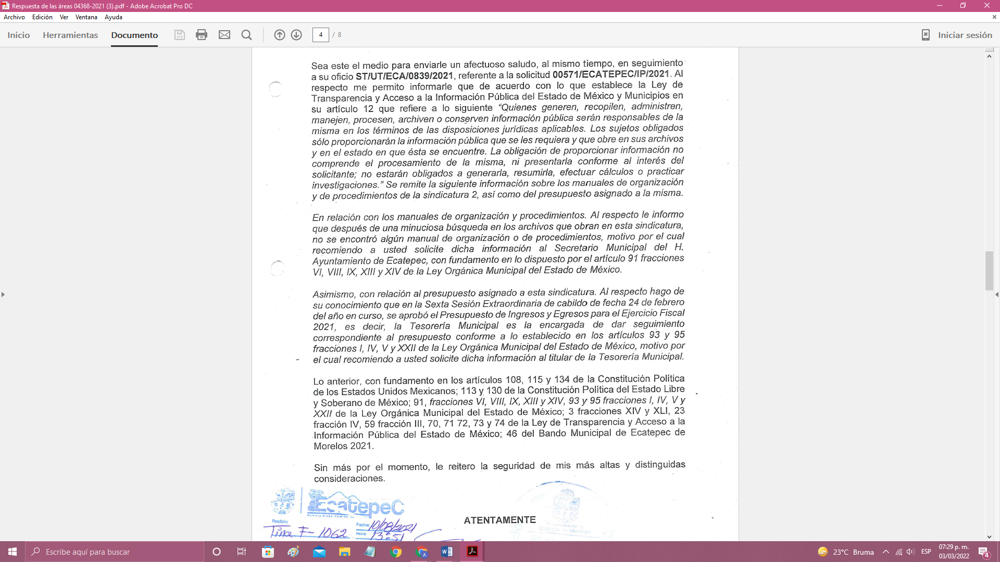 Respuesta de las áreas 04368-2021 (3).pdf - Adobe Acrobat Pro DC
Archivo Edición Ver Ventana Ayuda
Inicio Herramientas Documento 4 / 8 Iniciar sesión
Sea este el medio para enviarle un afectuoso saludo, al mismo tiempo, en seguimiento
a su oficio ST/UT/ECA/0839/2021, referente a la solicitud 00571/ECATEPEC/IP/2021. Al
respecto me permito informarle que de acuerdo con lo que establece la Ley de
Transparencia y Acceso a la Información Pública del Estado de México y Municipios en
su artículo 12 que refiere a lo siguiente “Quienes generen, recopilen, administren,
manejen, procesen, archiven o conserven información pública serán responsables de la
misma en los términos de las disposiciones jurídicas aplicables. Los sujetos obligados
sólo proporcionarán la información pública que se les requiera y que obre en sus archivos
y en el estado en que ésta se encuentre. La obligación de proporcionar información no
comprende el procesamiento de la misma, ni presentarla conforme al interés del
solicitante; no estarán obligados a generarla, resumirla, efectuar cálculos o practicar
investigaciones.” Se remite la siguiente información sobre los manuales de organización
y de procedimientos de la sindicatura 2, así como del presupuesto asignado a la misma.
En relación con los manuales de organización y procedimientos. Al respecto le informo
que después de una minuciosa búsqueda en los archivos que obran en esta sindicatura,
no se encontró algún manual de organización o de procedimientos, motivo por el cual
recomiendo a usted solicite dicha información al Secretario Municipal del H.
Ayuntamiento de Ecatepec, con fundamento en lo dispuesto por el artículo 91 fracciones
VI, VIII, IX, XIII y XIV de la Ley Orgánica Municipal del Estado de México.
Asimismo, con relación al presupuesto asignado a esta sindicatura. Al respecto hago de
su conocimiento que en la Sexta Sesión Extraordinaria de cabildo de fecha 24 de febrero
del año en curso, se aprobó el Presupuesto de Ingresos y Egresos para el Ejercicio Fiscal
2021, es decir, la Tesorería Municipal es la encargada de dar seguimiento
correspondiente al presupuesto conforme a lo establecido en los artículos 93 y 95
fracciones I, IV, V y XXII de la Ley Orgánica Municipal del Estado de México, motivo por
el cual recomiendo a usted solicite dicha información al titular de la Tesorería Municipal.
Lo anterior, con fundamento en los artículos 108, 115 y 134 de la Constitución Política
de los Estados Unidos Mexicanos; 113 y 130 de la Constitución Política del Estado Libre
y Soberano de México; 91, fracciones VI, VIII, IX, XIII y XIV, 93 y 95 fracciones I, IV, V y
XXII de la Ley Orgánica Municipal del Estado de México; 3 fracciones XIV y XLI, 23
fracción IV, 59 fracción III, 70, 71 72, 73 y 74 de la Ley de Transparencia y Acceso a la
Información Pública del Estado de México; 46 del Bando Municipal de Ecatepec de
Morelos 2021.
Sin más por el momento, le reitero la seguridad de mis más altas y distinguidas
consideraciones.
Ecatepec
ATENTAMENTE
Recibio: Fecha: 10/08/2021
F- 1062 Hora: 13:51
Escribe aquí para buscar
23°C Bruma ESP
07:29 p. m.
03/03/2022
4